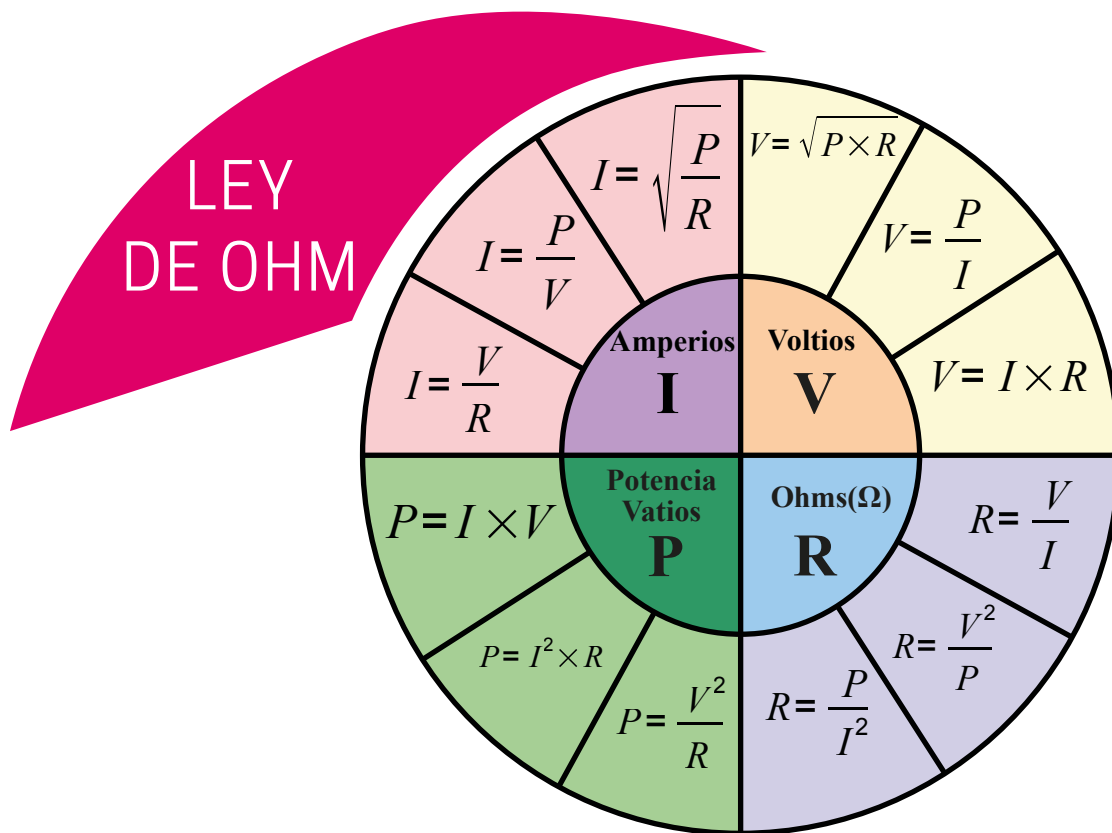 LEY
DE OHM
I = √(P/R)
V = √(P × R)
I = P/V
V = P/I
I = V/R
V = I × R
Amperios
I
Voltios
V
Potencia
Vatios
P
Ohms(Ω)
R
P = I × V
R = V/I
P = I² × R
R = V²/P
P = V²/R
R = P/I²